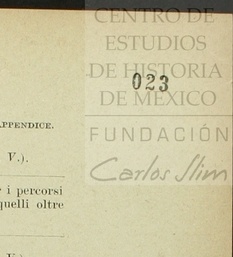 CENTRO DE
ESTUDIOS
DE HISTORIA
023
DE MÉXICO
APPENDICE.
FUNDACIÓN
V.).
Carlos Slim
i percorsi
quelli oltre